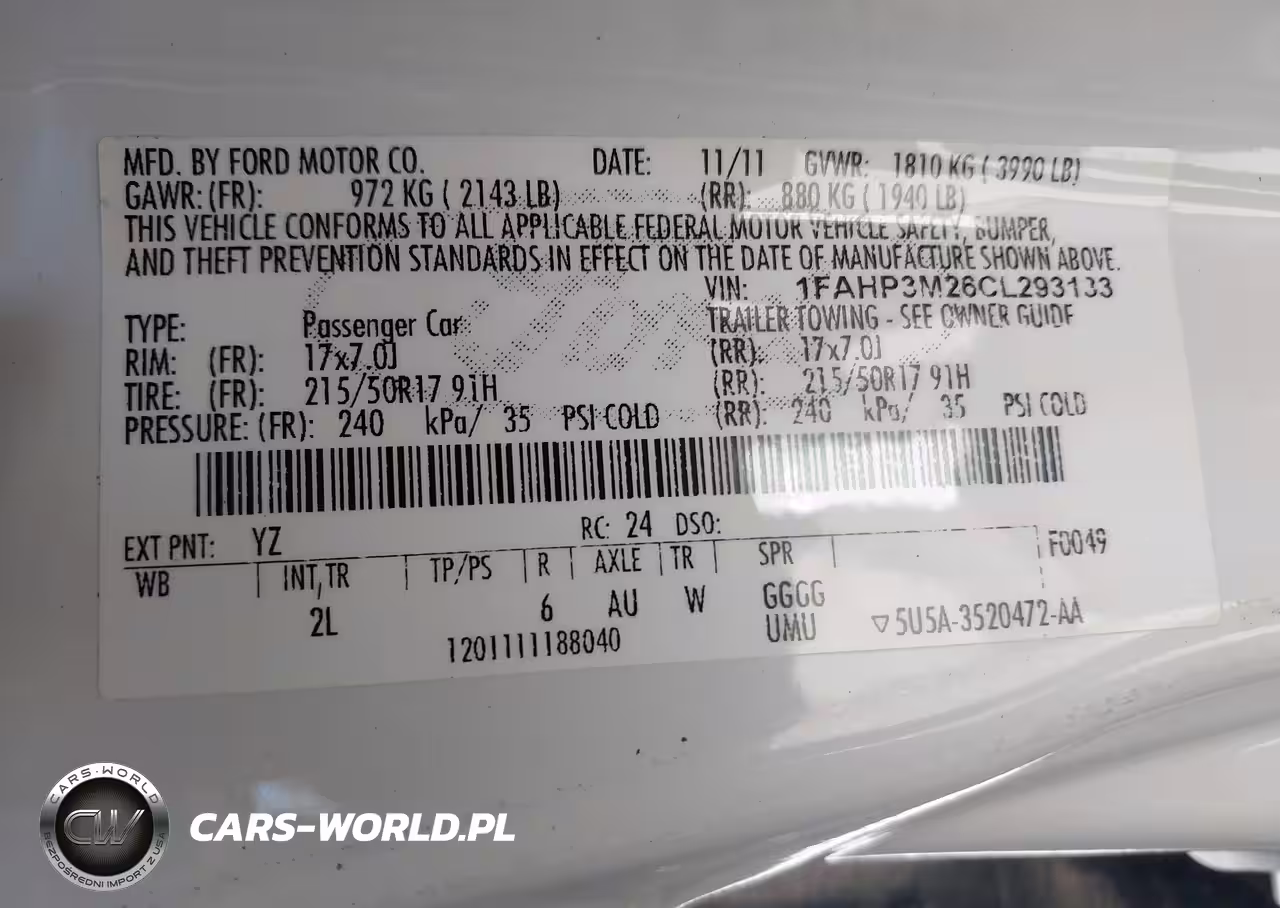 MFD. BY FORD MOTOR CO. DATE: 11/11 GVWR: 1810 KG ( 3990 LB)
GAWR: (FR): 972 KG ( 2143 LB) (RR): 880 KG ( 1940 LB)
THIS VEHICLE CONFORMS TO ALL APPLICABLE FEDERAL MOTOR VEHICLE SAFETY, BUMPER,
AND THEFT PREVENTION STANDARDS IN EFFECT ON THE DATE OF MANUFACTURE SHOWN ABOVE.
VIN: 1FAHP3M26CL293133
TYPE: Passenger Car TRAILER TOWING - SEE OWNER GUIDE
RIM: (FR): 17x7.0J (RR): 17x7.0J
TIRE: (FR): 215/50R17 91H (RR): 215/50R17 91H
PRESSURE: (FR): 240 kPa/ 35 PSI COLD (RR): 240 kPa/ 35 PSI COLD
EXT PNT: YZ RC: 24 DSO: F0049
WB INT,TR TP/PS R AXLE TR SPR
2L 6 AU W GGGG
UMU ▽5U5A-3520472-AA
1201111188040
CARS-WORLD
CW
BEZPOŚREDNI IMPORT Z USA
CARS-WORLD.PL